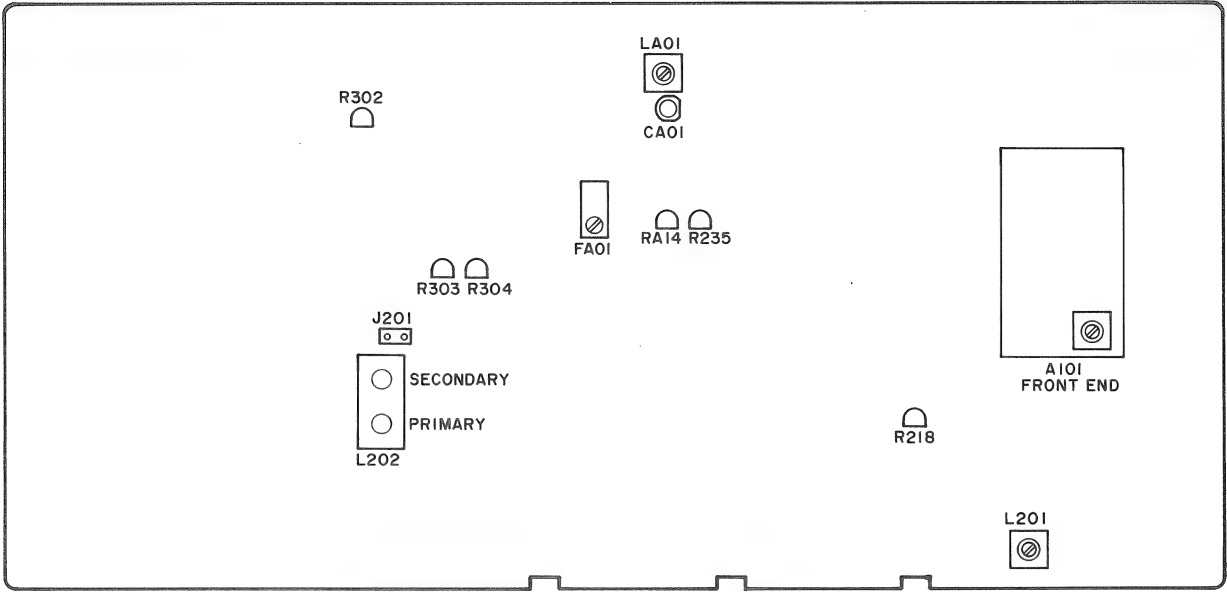 LA01
R302
CA01
FA01
RA14 R235
R303 R304
J201
SECONDARY
PRIMARY
L202
A101
FRONT END
R218
L201